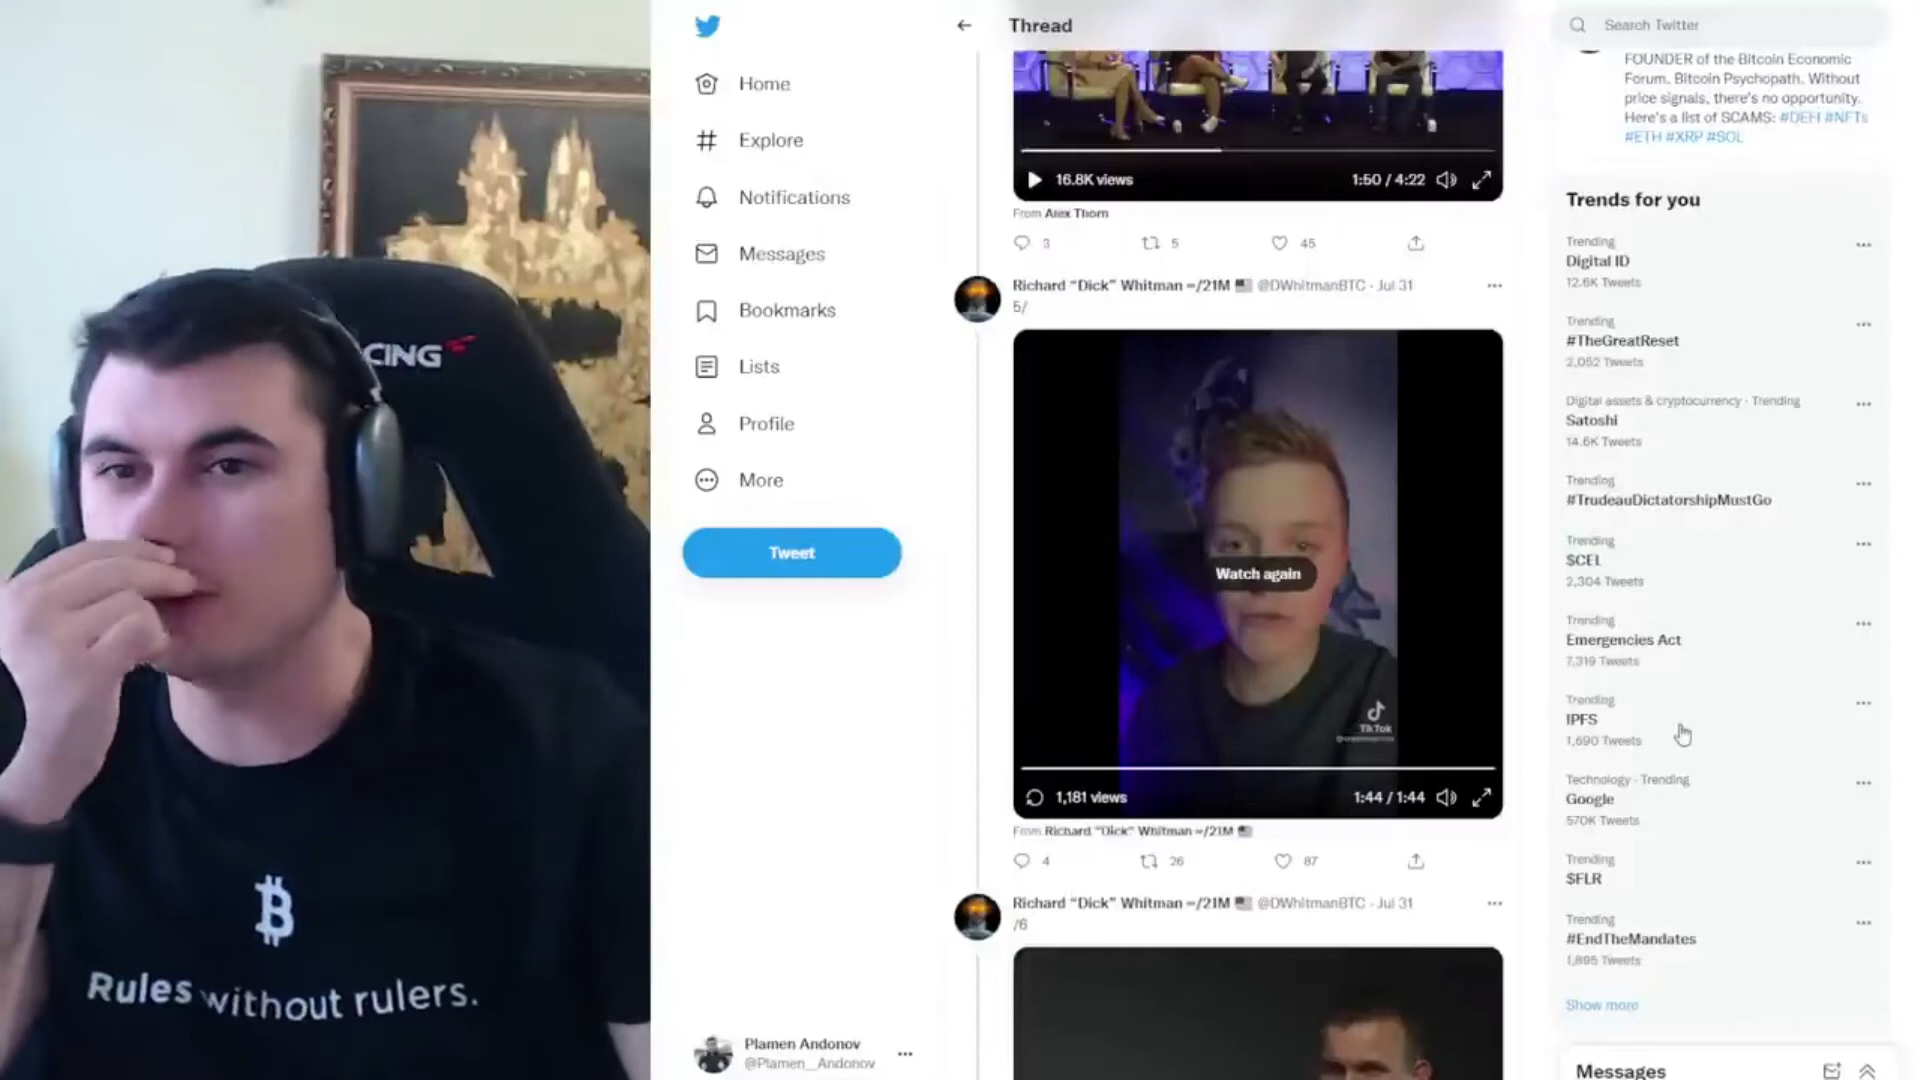 CING
Rules without rulers.
Home
Explore
Notifications
Messages
Bookmarks
Lists
Profile
More
Tweet
Plamen Andonov
@Plamen__Andonov
Thread
16.8K views
1:50 / 4:22
From Alex Thorn
3
5
45
Richard “Dick” Whitman ∞/21M @DWhitmanBTC · Jul 31
5/
Watch again
TikTok
1,181 views
1:44 / 1:44
From Richard “Dick” Whitman ∞/21M
4
26
87
Richard “Dick” Whitman ∞/21M @DWhitmanBTC · Jul 31
/6
Search Twitter
FOUNDER of the Bitcoin Economic
Forum. Bitcoin Psychopath. Without
price signals, there's no opportunity.
Here's a list of SCAMS: #DEFI #NFTs
#ETH #XRP #SOL
Trends for you
Trending
Digital ID
12.6K Tweets
Trending
#TheGreatReset
2,052 Tweets
Digital assets & cryptocurrency · Trending
Satoshi
14.6K Tweets
Trending
#TrudeauDictatorshipMustGo
Trending
$CEL
2,304 Tweets
Trending
Emergencies Act
7,319 Tweets
Trending
IPFS
1,690 Tweets
Technology · Trending
Google
570K Tweets
Trending
$FLR
Trending
#EndTheMandates
1,895 Tweets
Show more
Messages